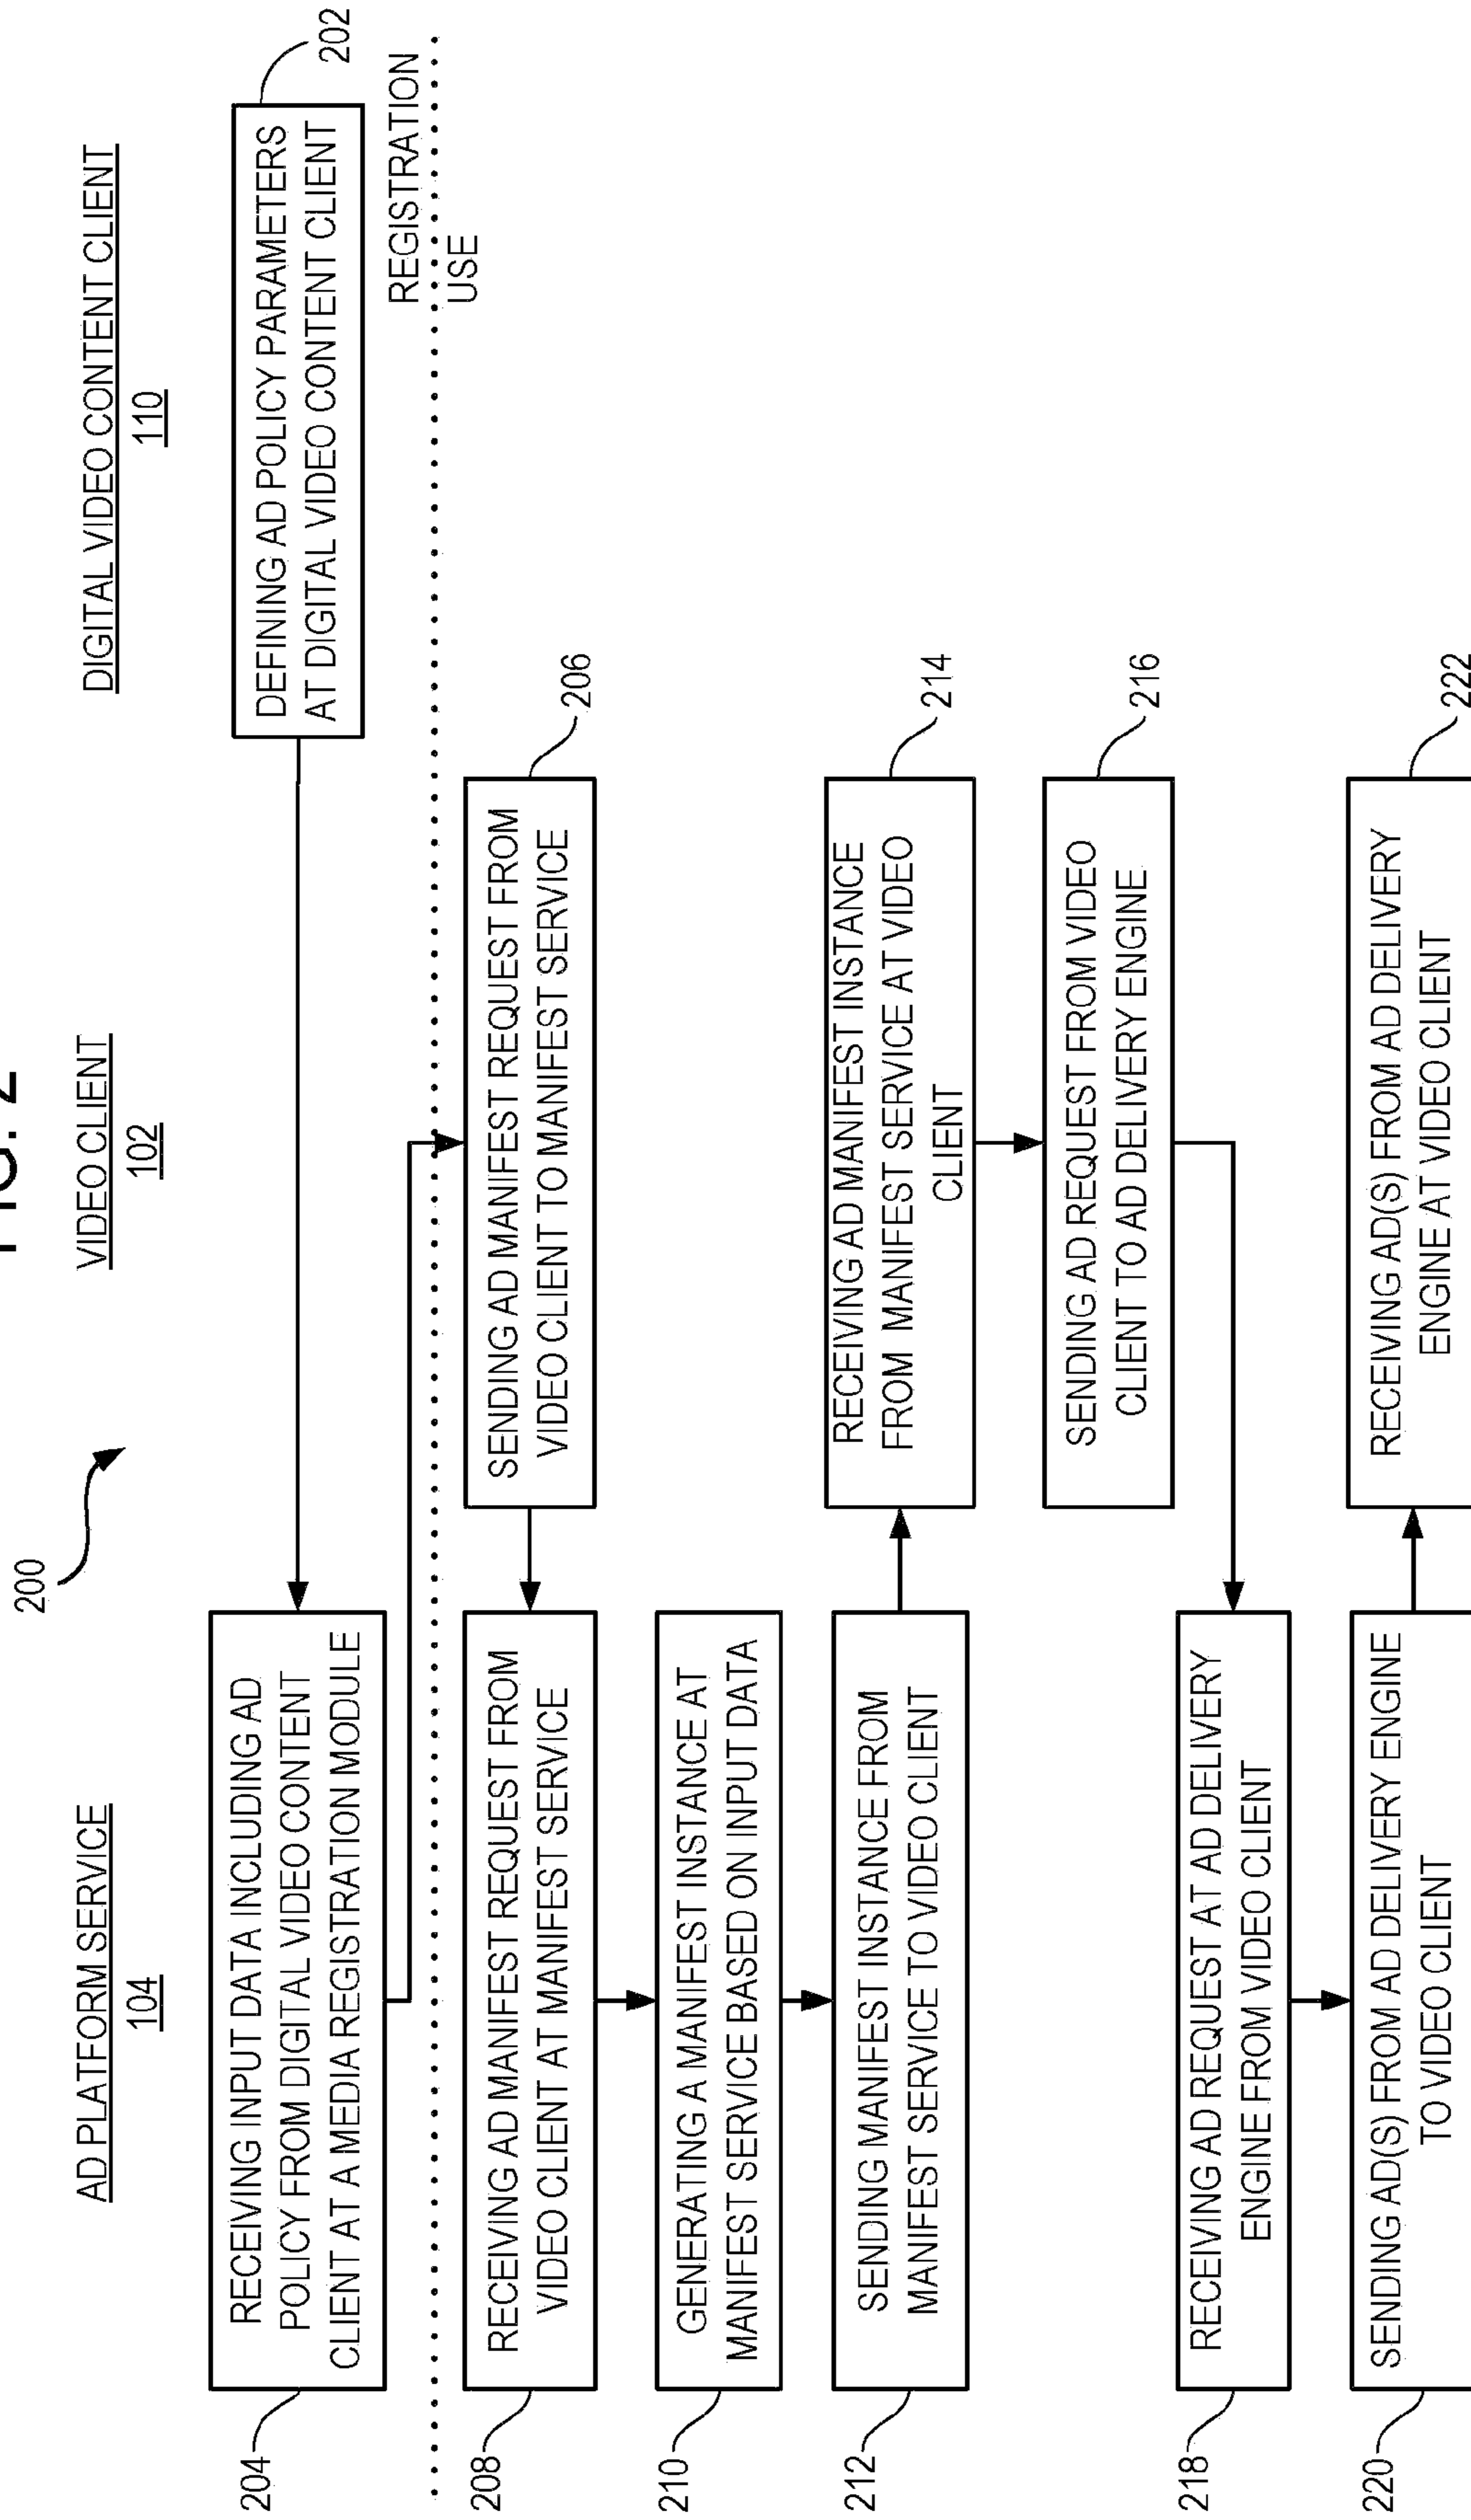 FIG. 2
200
AD PLATFORM SERVICE
104
VIDEO CLIENT
102
DIGITAL VIDEO CONTENT CLIENT
110
202
DEFINING AD POLICY PARAMETERS
AT DIGITAL VIDEO CONTENT CLIENT
204
RECEIVING INPUT DATA INCLUDING AD
POLICY FROM DIGITAL VIDEO CONTENT
CLIENT AT A MEDIA REGISTRATION MODULE
REGISTRATION
USE
206
SENDING AD MANIFEST REQUEST FROM
VIDEO CLIENT TO MANIFEST SERVICE
208
RECEIVING AD MANIFEST REQUEST FROM
VIDEO CLIENT AT MANIFEST SERVICE
210
GENERATING A MANIFEST INSTANCE AT
MANIFEST SERVICE BASED ON INPUT DATA
212
SENDING MANIFEST INSTANCE FROM
MANIFEST SERVICE TO VIDEO CLIENT
214
RECEIVING AD MANIFEST INSTANCE
FROM MANIFEST SERVICE AT VIDEO
CLIENT
216
SENDING AD REQUEST FROM VIDEO
CLIENT TO AD DELIVERY ENGINE
218
RECEIVING AD REQUEST AT AD DELIVERY
ENGINE FROM VIDEO CLIENT
220
SENDING AD(S) FROM AD DELIVERY ENGINE
TO VIDEO CLIENT
222
RECEIVING AD(S) FROM AD DELIVERY
ENGINE AT VIDEO CLIENT